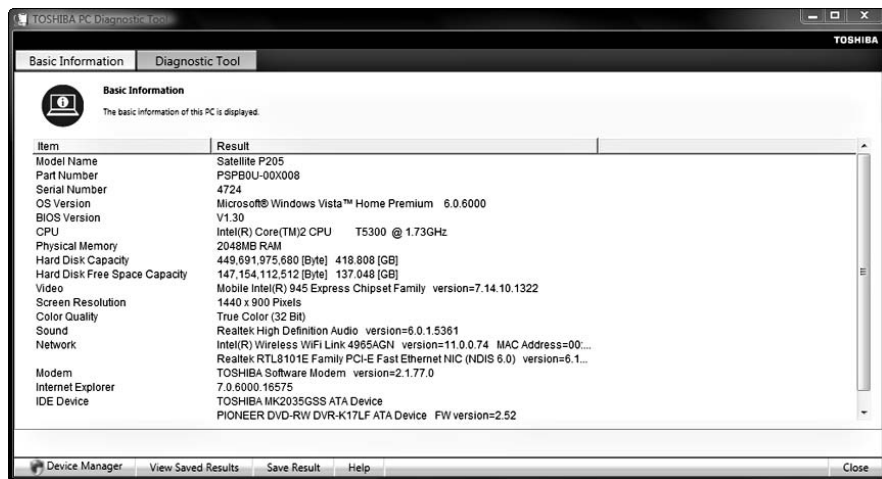 TOSHIBA PC Diagnostic Tool
TOSHIBA
Basic Information Diagnostic Tool
Basic Information
The basic information of this PC is displayed.
Item Result
Model Name Satellite P205
Part Number PSPB0U-00X008
Serial Number 4724
OS Version Microsoft® Windows Vista™ Home Premium 6.0.6000
BIOS Version V1.30
CPU Intel(R) Core(TM)2 CPU T5300 @ 1.73GHz
Physical Memory 2048MB RAM
Hard Disk Capacity 449,691,975,680 [Byte] 418.808 [GB]
Hard Disk Free Space Capacity 147,154,112,512 [Byte] 137.048 [GB]
Video Mobile Intel(R) 945 Express Chipset Family version=7.14.10.1322
Screen Resolution 1440 x 900 Pixels
Color Quality True Color (32 Bit)
Sound Realtek High Definition Audio version=6.0.1.5361
Network Intel(R) Wireless WiFi Link 4965AGN version=11.0.0.74 MAC Address=00:...
Realtek RTL8101E Family PCI-E Fast Ethernet NIC (NDIS 6.0) version=6.1...
Modem TOSHIBA Software Modem version=2.1.77.0
Internet Explorer 7.0.6000.16575
IDE Device TOSHIBA MK2035GSS ATA Device
PIONEER DVD-RW DVR-K17LF ATA Device FW version=2.52
Device Manager View Saved Results Save Result Help Close